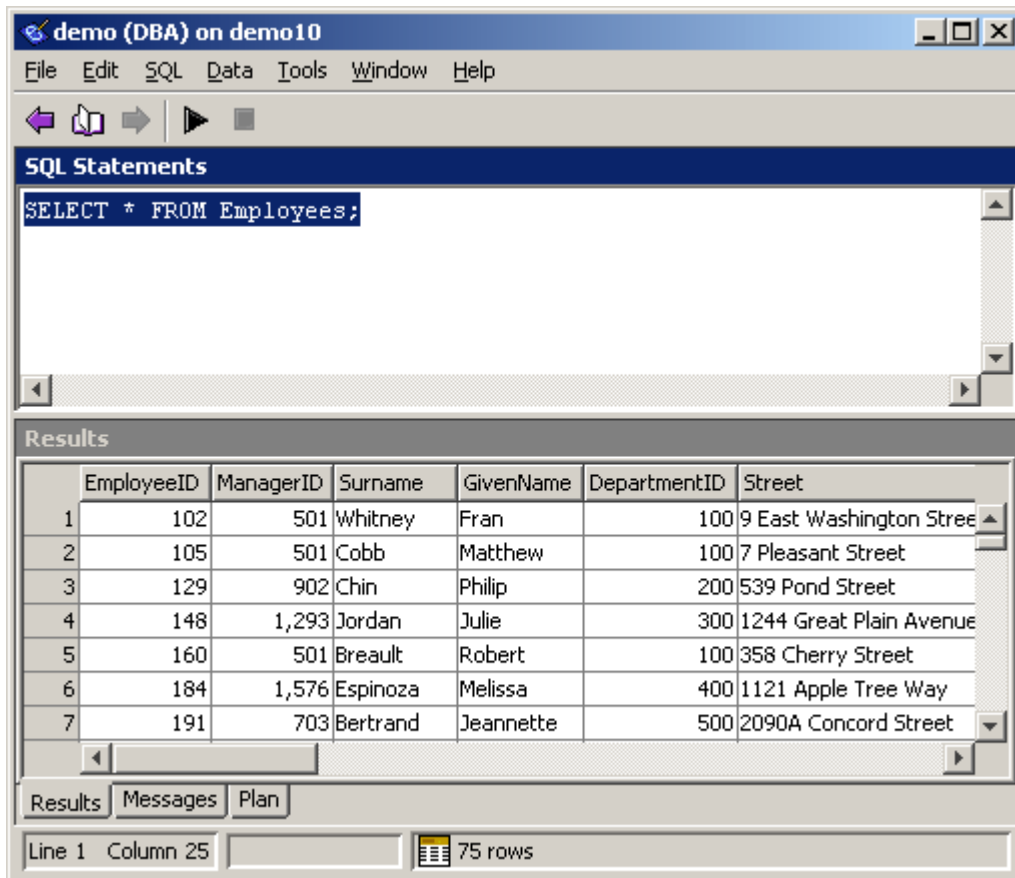 demo (DBA) on demo10
File Edit SQL Data Tools Window Help
SQL Statements
SELECT * FROM Employees;
Results
EmployeeID ManagerID Surname GivenName DepartmentID Street
1 102 501 Whitney Fran 100 9 East Washington Stree
2 105 501 Cobb Matthew 100 7 Pleasant Street
3 129 902 Chin Philip 200 539 Pond Street
4 148 1,293 Jordan Julie 300 1244 Great Plain Avenue
5 160 501 Breault Robert 100 358 Cherry Street
6 184 1,576 Espinoza Melissa 400 1121 Apple Tree Way
7 191 703 Bertrand Jeannette 500 2090A Concord Street
Results Messages Plan
Line 1 Column 25 75 rows